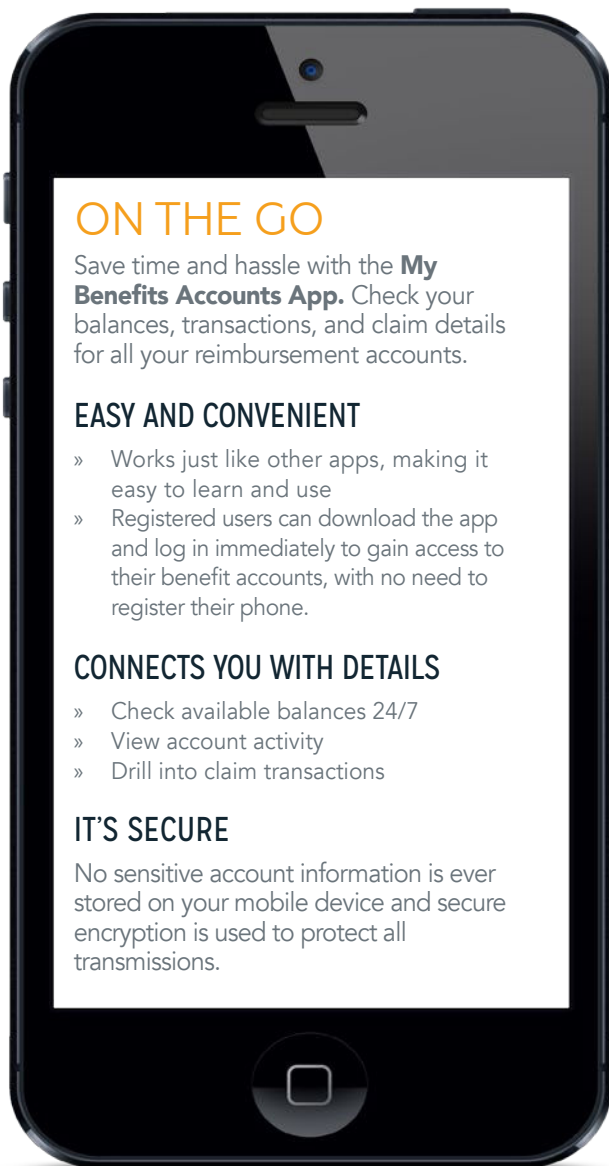 ON THE GO
Save time and hassle with the My
Benefits Accounts App. Check your
balances, transactions, and claim details
for all your reimbursement accounts.
EASY AND CONVENIENT
» Works just like other apps, making it
easy to learn and use
» Registered users can download the app
and log in immediately to gain access to
their benefit accounts, with no need to
register their phone.
CONNECTS YOU WITH DETAILS
» Check available balances 24/7
» View account activity
» Drill into claim transactions
IT’S SECURE
No sensitive account information is ever
stored on your mobile device and secure
encryption is used to protect all
transmissions.